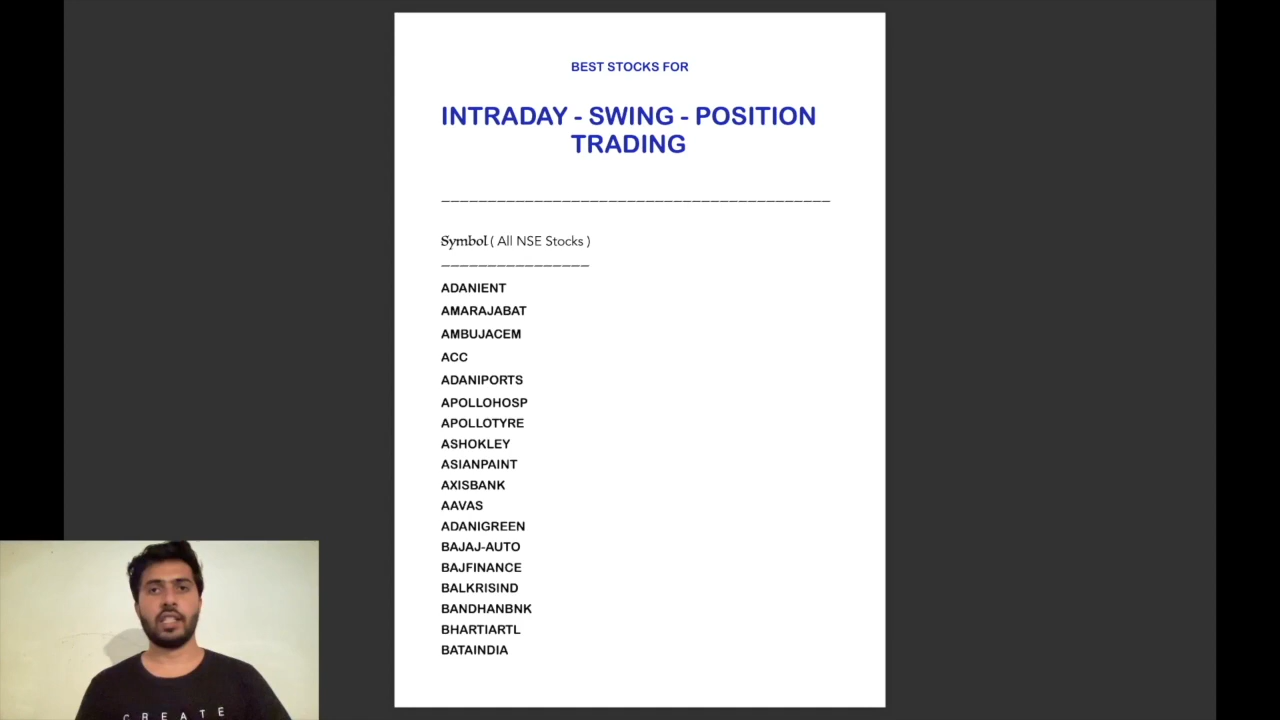 BEST STOCKS FOR
INTRADAY - SWING - POSITION
TRADING
Symbol ( All NSE Stocks )
ADANIENT
AMARAJABAT
AMBUJACEM
ACC
ADANIPORTS
APOLLOHOSP
APOLLOTYRE
ASHOKLEY
ASIANPAINT
AXISBANK
AAVAS
ADANIGREEN
BAJAJ-AUTO
BAJFINANCE
BALKRISIND
BANDHANBNK
BHARTIARTL
BATAINDIA
CREATE